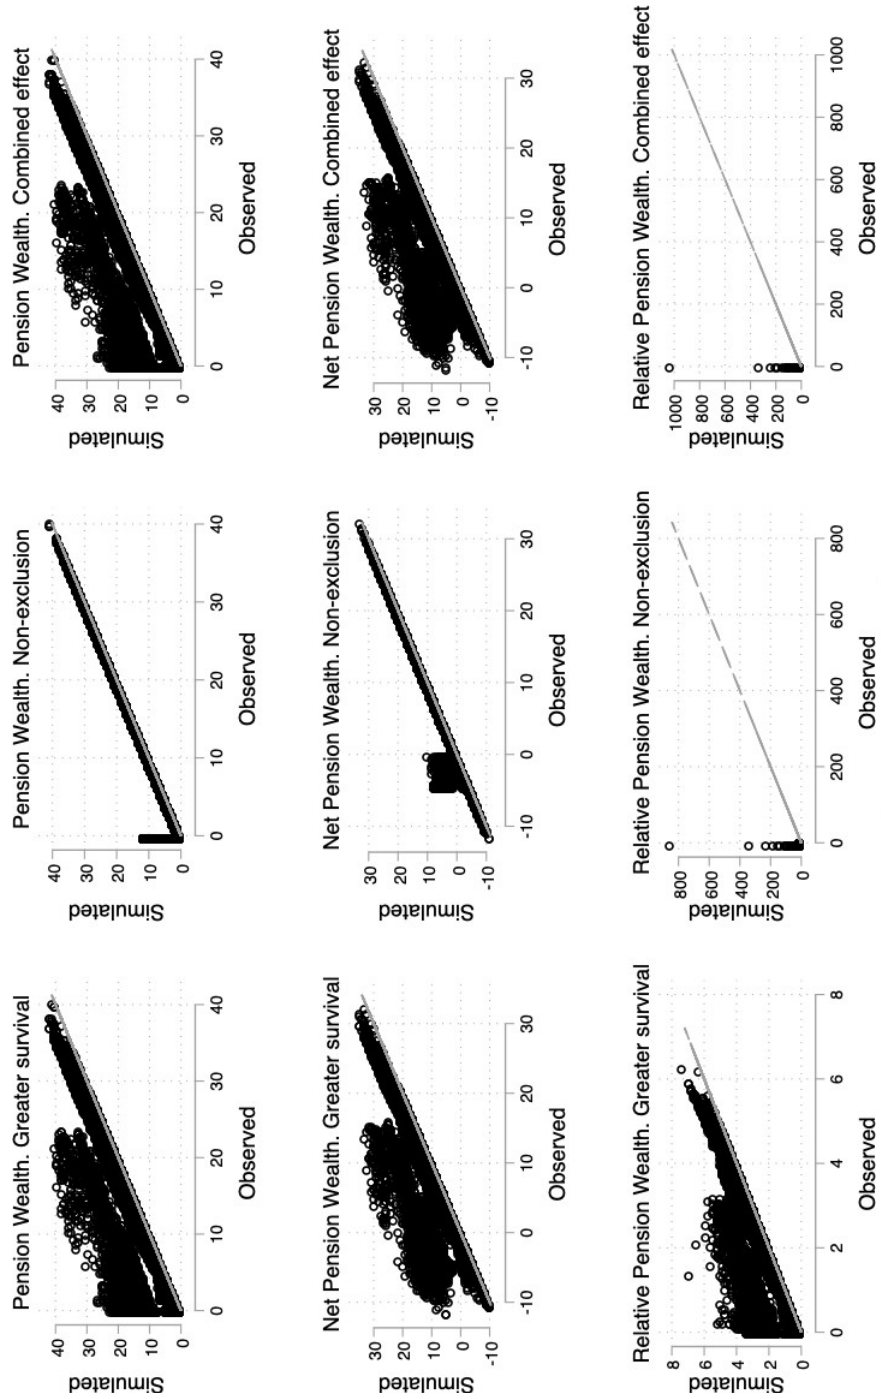 Pension Wealth. Greater survival
Simulated
40
30
20
10
0
0 10 20 30 40
Observed
Pension Wealth. Non-exclusion
Simulated
40
30
20
10
0
0 10 20 30 40
Observed
Pension Wealth. Combined effect
Simulated
40
30
20
10
0
0 10 20 30 40
Observed
Net Pension Wealth. Greater survival
Simulated
30
20
10
0
-10
-10 0 10 20 30
Observed
Net Pension Wealth. Non-exclusion
Simulated
30
20
10
0
-10
-10 0 10 20 30
Observed
Net Pension Wealth. Combined effect
Simulated
30
20
10
0
-10
-10 0 10 20 30
Observed
Relative Pension Wealth. Greater survival
Simulated
8
6
4
2
0
0 2 4 6 8
Observed
Relative Pension Wealth. Non-exclusion
Simulated
800
600
400
200
0
0 200 400 600 800
Observed
Relative Pension Wealth. Combined effect
Simulated
1000
800
600
400
200
0
0 200 400 600 800 1000
Observed